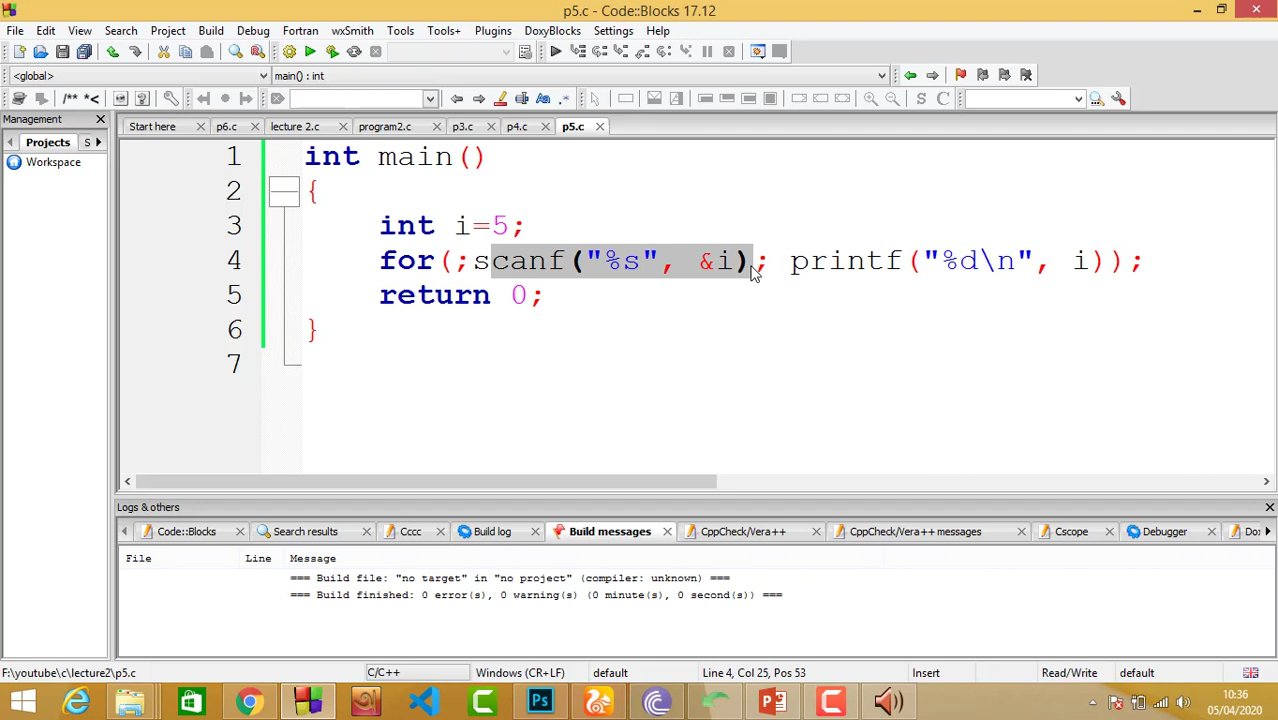 p5.c - Code::Blocks 17.12
File Edit View Search Project Build Debug Fortran wxSmith Tools Tools+ Plugins DoxyBlocks Settings Help
<global> main() : int
/** *< S C
Management
Start here p6.c lecture 2.c program2.c p3.c p4.c p5.c
Projects S
Workspace
1 int main()
2 {
3 int i=5;
4 for(;scanf("%s", &i); printf("%d\n", i));
5 return 0;
6 }
7
Logs & others
Code::Blocks Search results Cccc Build log Build messages CppCheck/Vera++ CppCheck/Vera++ messages Cscope Debugger Do
File Line Message
=== Build file: "no target" in "no project" (compiler: unknown) ===
=== Build finished: 0 error(s), 0 warning(s) (0 minute(s), 0 second(s)) ===
F:\youtube\c\lecture2\p5.c C/C++ Windows (CR+LF) default Line 4, Col 25, Pos 53 Insert Read/Write default
10:36
05/04/2020